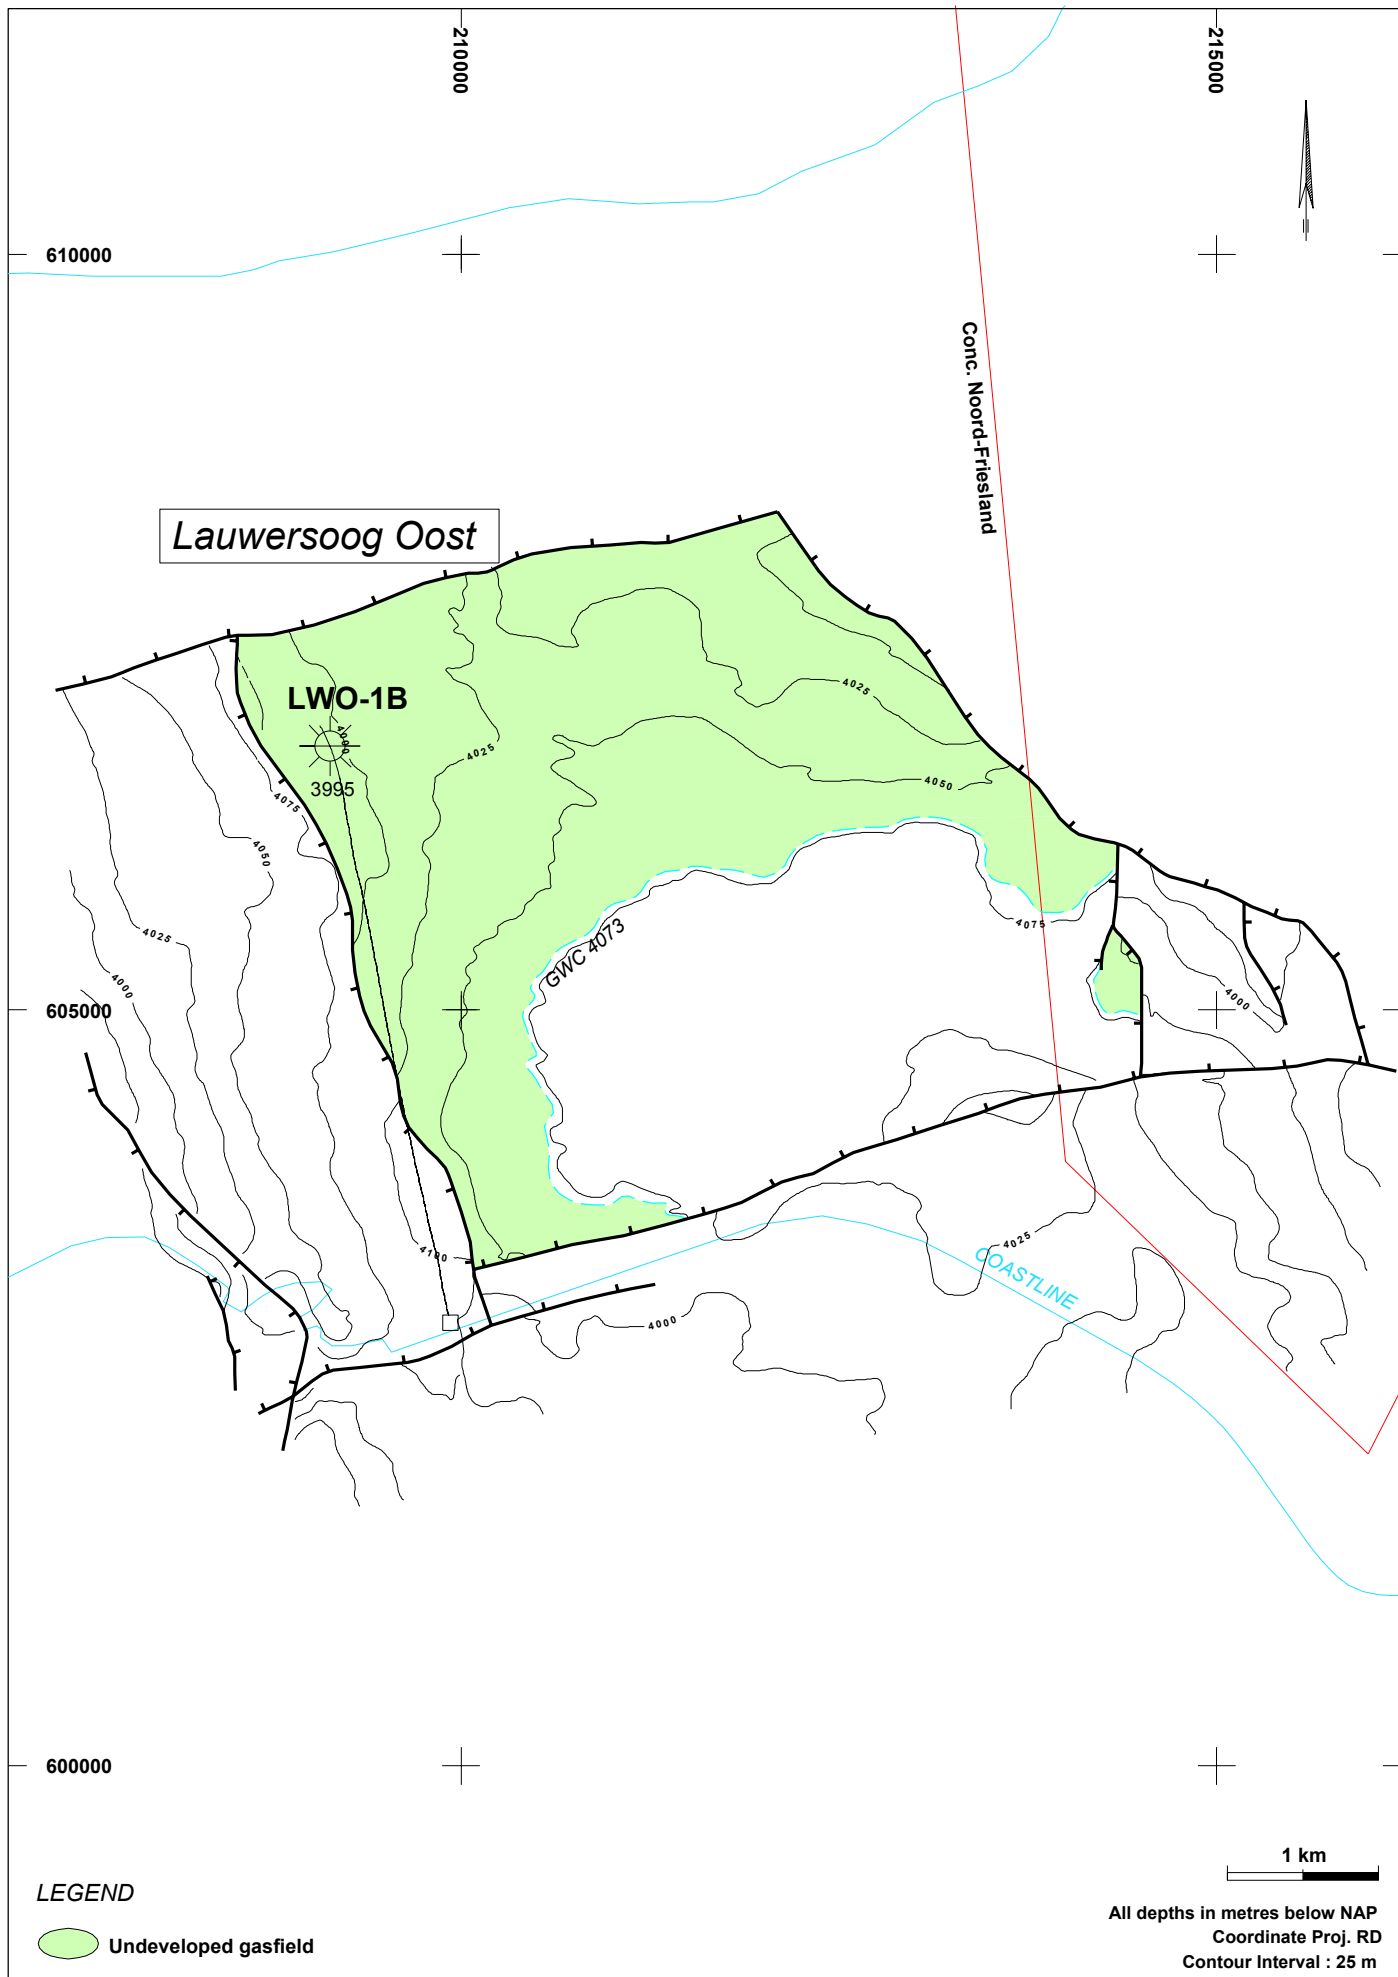 210000
215000
610000
Conc. Noord-Friesland
Lauwersoog Oost
LWO-1B
4000
3995
4025
4025
4050
4075
4050
4025
4000
GWC 4073
4075
4000
605000
4100
4025
COASTLINE
4000
600000
1 km
LEGEND
Undeveloped gasfield
All depths in metres below NAP
Coordinate Proj. RD
Contour Interval : 25 m